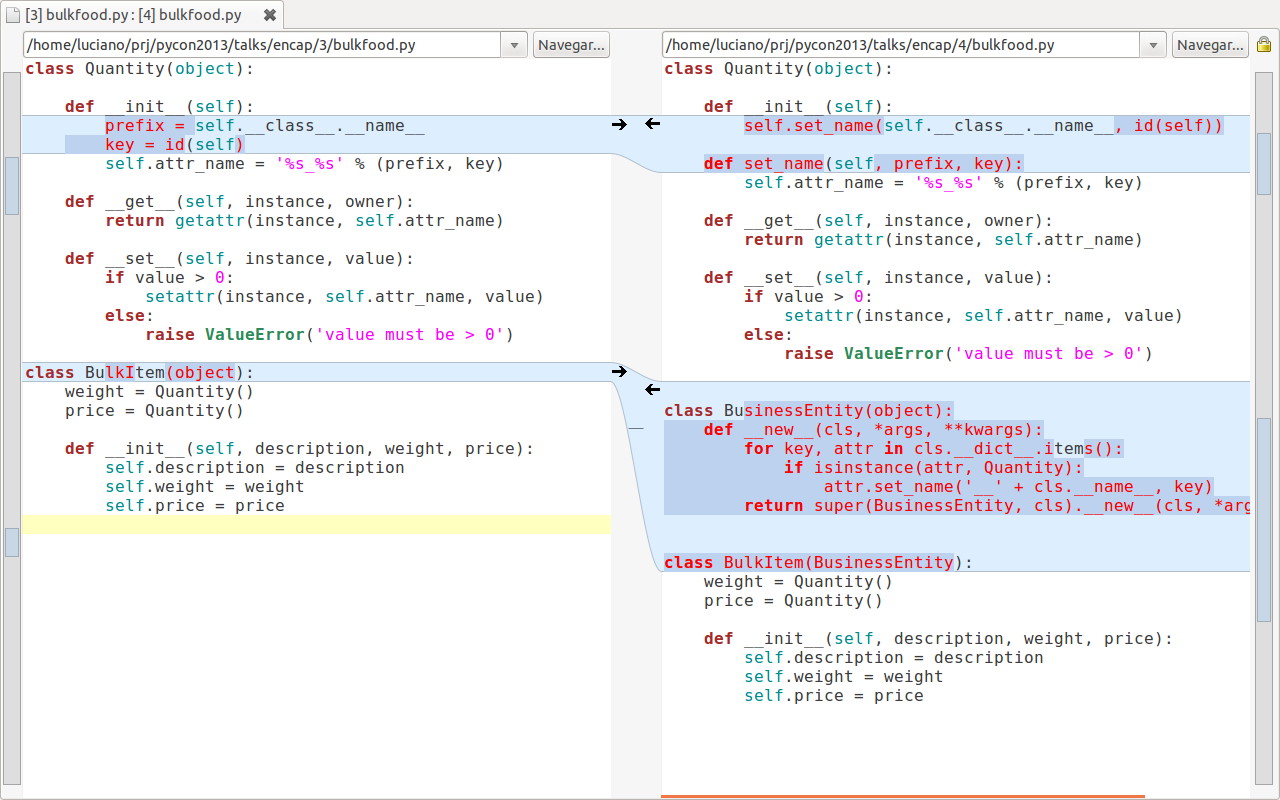 [3] bulkfood.py : [4] bulkfood.py
/home/luciano/prj/pycon2013/talks/encap/3/bulkfood.py
Navegar...
class Quantity(object):
    def __init__(self):
        prefix = self.__class__.__name__
        key = id(self)
        self.attr_name = '%s_%s' % (prefix, key)
    def __get__(self, instance, owner):
        return getattr(instance, self.attr_name)
    def __set__(self, instance, value):
        if value > 0:
            setattr(instance, self.attr_name, value)
        else:
            raise ValueError('value must be > 0')
class BulkItem(object):
    weight = Quantity()
    price = Quantity()
    def __init__(self, description, weight, price):
        self.description = description
        self.weight = weight
        self.price = price
/home/luciano/prj/pycon2013/talks/encap/4/bulkfood.py
Navegar...
class Quantity(object):
    def __init__(self):
        self.set_name(self.__class__.__name__, id(self))
    def set_name(self, prefix, key):
        self.attr_name = '%s_%s' % (prefix, key)
    def __get__(self, instance, owner):
        return getattr(instance, self.attr_name)
    def __set__(self, instance, value):
        if value > 0:
            setattr(instance, self.attr_name, value)
        else:
            raise ValueError('value must be > 0')
class BusinessEntity(object):
    def __new__(cls, *args, **kwargs):
        for key, attr in cls.__dict__.items():
            if isinstance(attr, Quantity):
                attr.set_name('__' + cls.__name__, key)
        return super(BusinessEntity, cls).__new__(cls, *arg
class BulkItem(BusinessEntity):
    weight = Quantity()
    price = Quantity()
    def __init__(self, description, weight, price):
        self.description = description
        self.weight = weight
        self.price = price